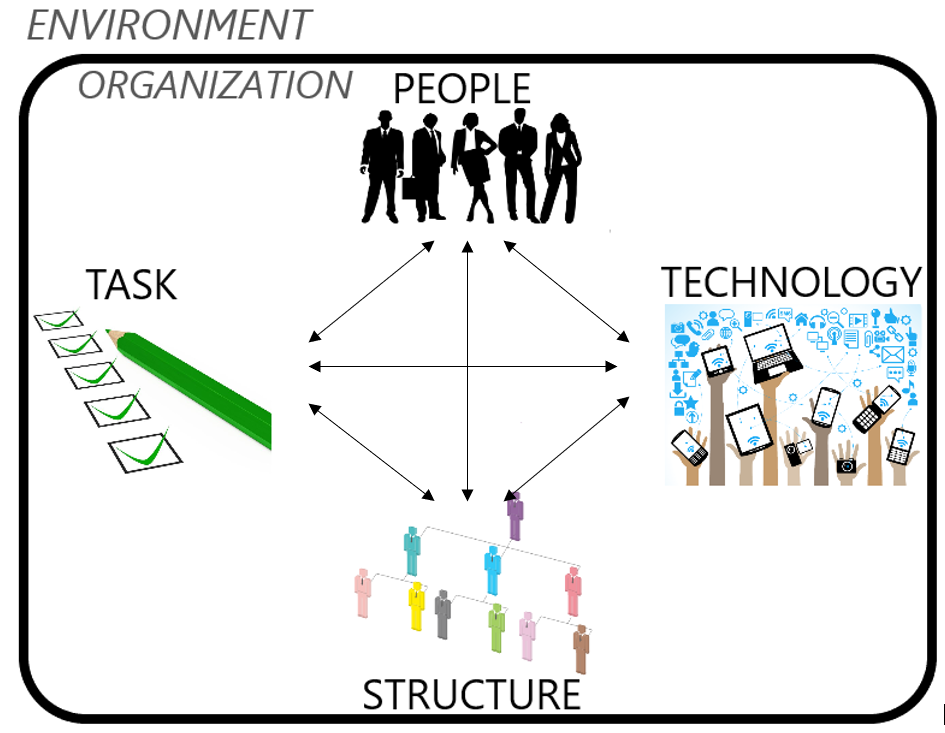 ENVIRONMENT
ORGANIZATION
PEOPLE
TASK
TECHNOLOGY
STRUCTURE